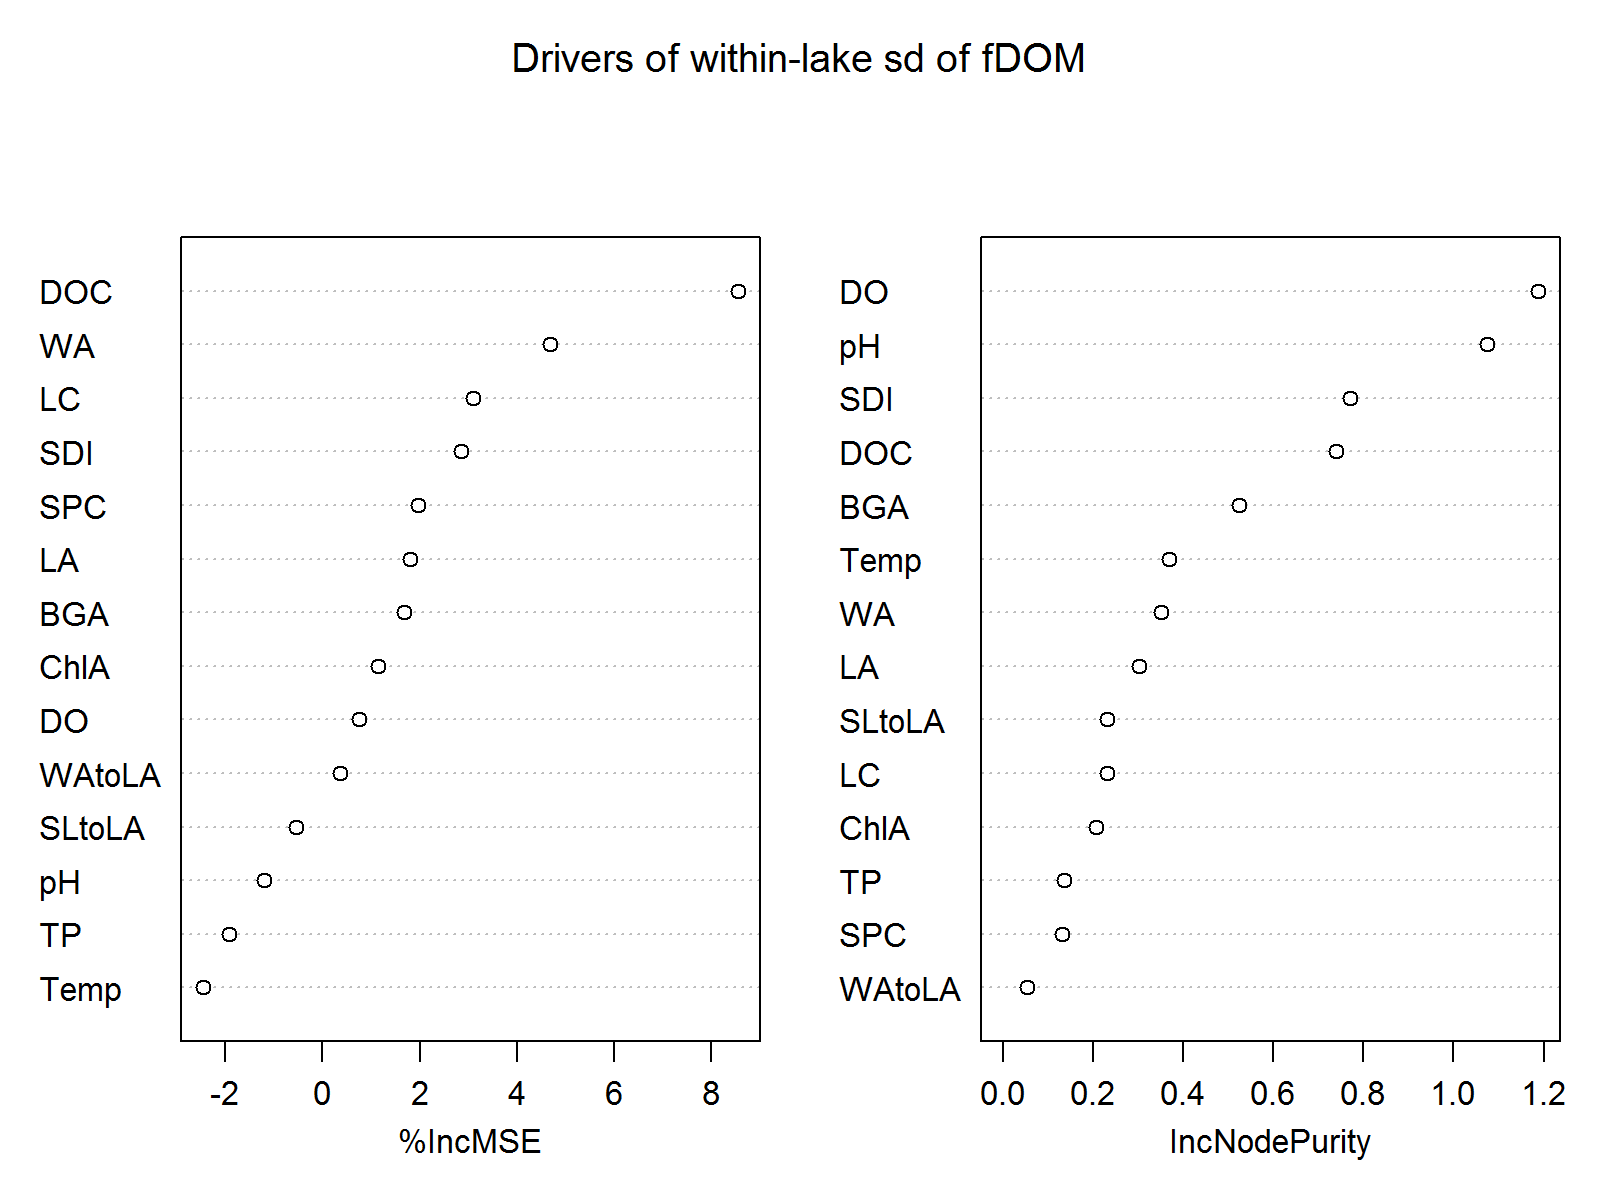 Drivers of within-lake sd of fDOM
DOC
WA
LC
SDI
SPC
LA
BGA
ChlA
DO
WAtoLA
SLtoLA
pH
TP
Temp
-2 0 2 4 6 8
%IncMSE
DO
pH
SDI
DOC
BGA
Temp
WA
LA
SLtoLA
LC
ChlA
TP
SPC
WAtoLA
0.0 0.2 0.4 0.6 0.8 1.0 1.2
IncNodePurity